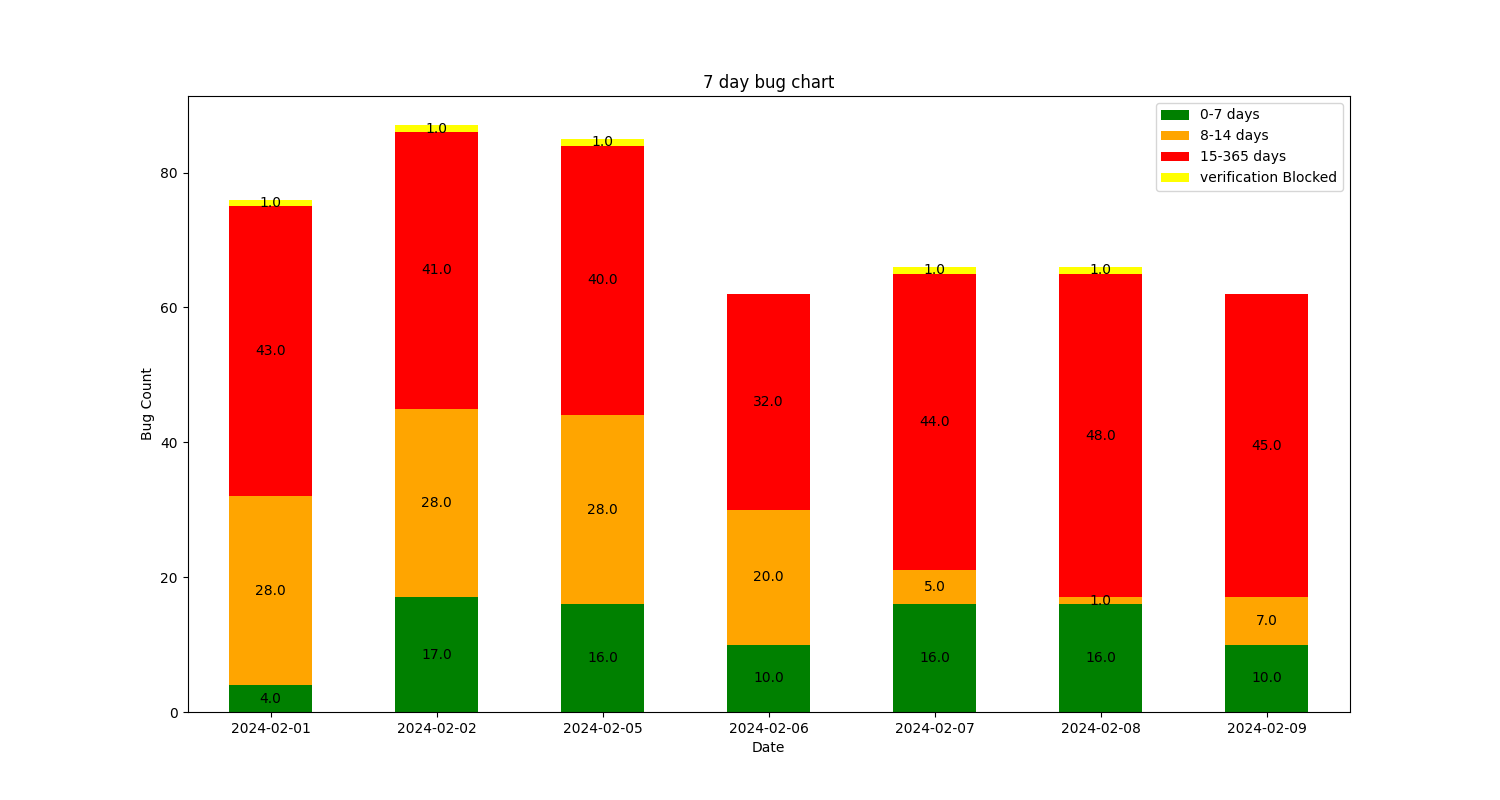 7 day bug chart
0-7 days
8-14 days
15-365 days
verification Blocked
Bug Count
80
60
40
20
0
1.0 1.0 1.0 1.0 1.0
43.0 41.0 40.0 32.0 44.0 48.0 45.0
28.0 28.0 28.0 20.0 5.0 1.0 7.0
4.0 17.0 16.0 10.0 16.0 16.0 10.0
2024-02-01 2024-02-02 2024-02-05 2024-02-06 2024-02-07 2024-02-08 2024-02-09
Date